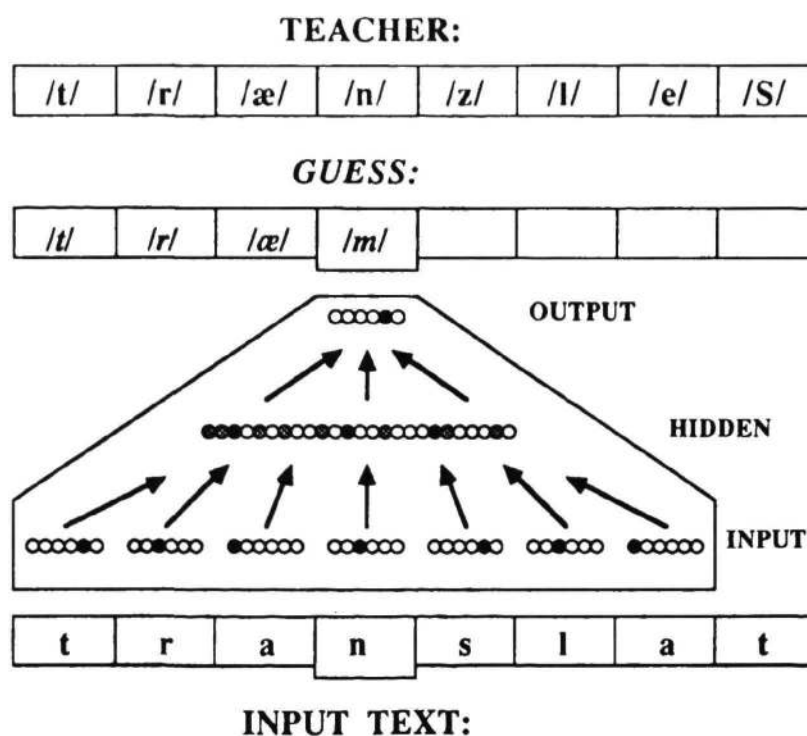 TEACHER:
/t/ /r/ /æ/ /n/ /z/ /l/ /e/ /S/
GUESS:
/t/ /r/ /æ/ /m/
OUTPUT
HIDDEN
INPUT
t r a n s l a t
INPUT TEXT: